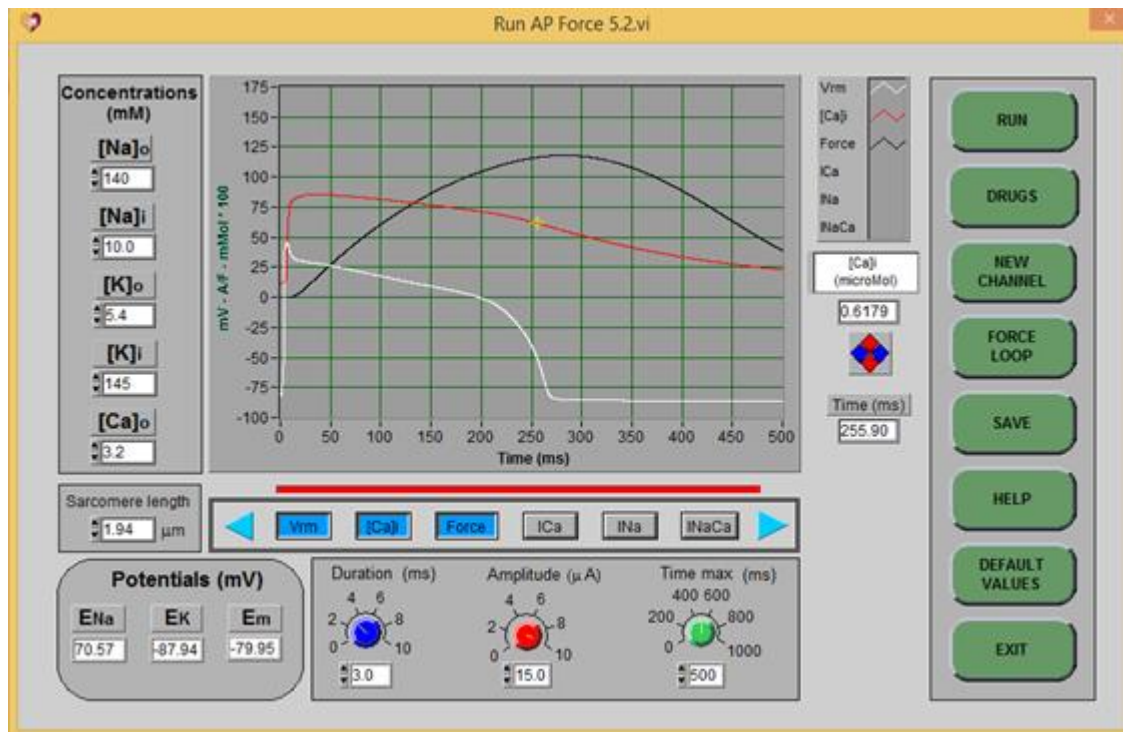 Run AP Force 5.2.vi
Concentrations
(mM)
[Na]o
140
[Na]i
10.0
[K]o
5.4
[K]i
145
[Ca]o
3.2
Sarcomere length
1.94 µm
mV - A/F - mMol * 100
175
150
125
100
75
50
25
0
-25
-50
-75
-100
0 50 100 150 200 250 300 350 400 450 500
Time (ms)
Vrm
[Ca]i
Force
ICa
INa
INaCa
[Ca]i
(microMol)
0.6179
Time (ms)
255.90
Vrm [Ca]i Force ICa INa INaCa
Potentials (mV)
ENa EK Em
70.57 -87.94 -79.95
Duration (ms)
0 2 4 6 8 10
3.0
Amplitude (µA)
0 2 4 6 8 10
15.0
Time max (ms)
0 200 400 600 800 1000
500
RUN
DRUGS
NEW
CHANNEL
FORCE
LOOP
SAVE
HELP
DEFAULT
VALUES
EXIT